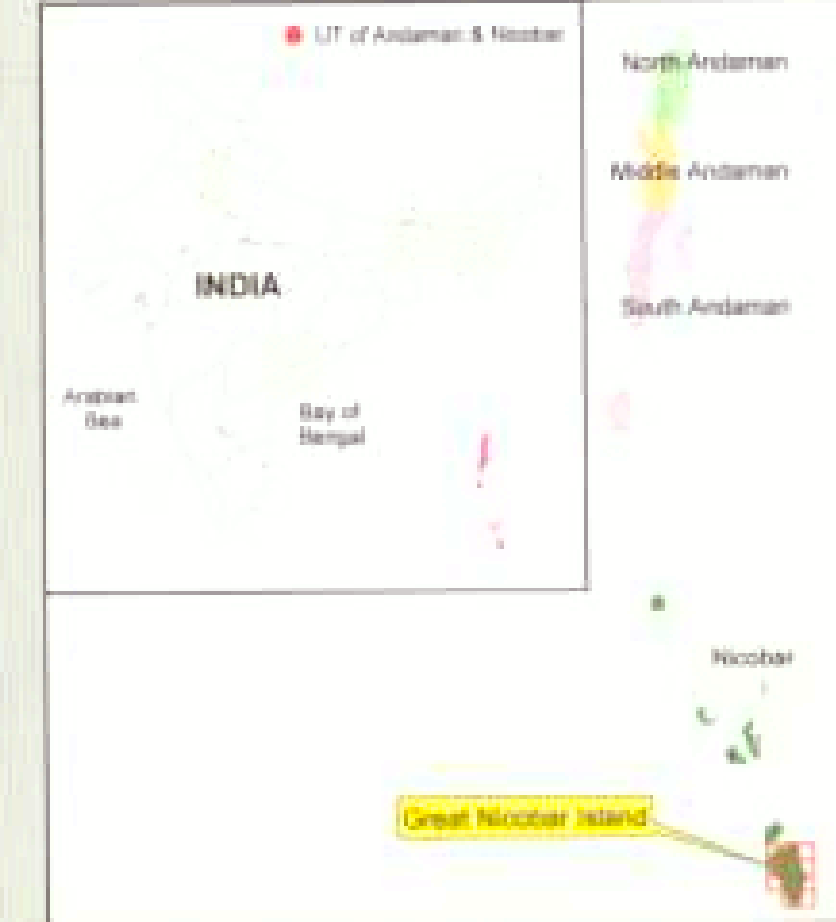 UT of Andaman & Nicobar
North Andaman
Middle Andaman
INDIA
South Andaman
Arabian
Sea
Bay of
Bengal
Nicobar
Great Nicobar Island